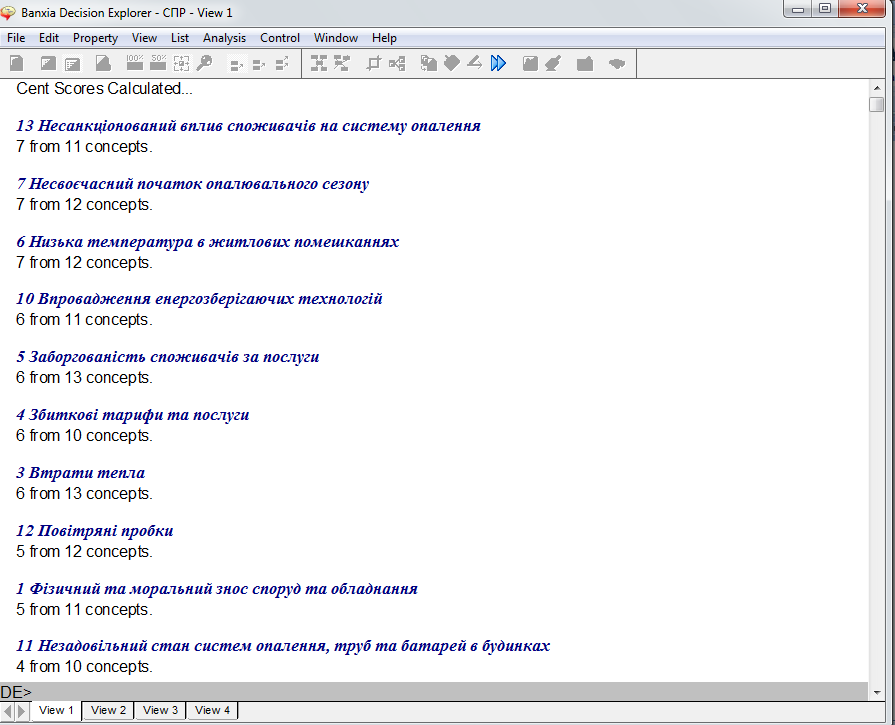 Banxia Decision Explorer - СПР - View 1
File Edit Property View List Analysis Control Window Help
100% 50%
Cent Scores Calculated...
13 Несанкціонований вплив споживачів на систему опалення
7 from 11 concepts.
7 Несвоєчасний початок опалювального сезону
7 from 12 concepts.
6 Низька температура в житлових помешканнях
7 from 12 concepts.
10 Впровадження енергозберігаючих технологій
6 from 11 concepts.
5 Заборгованість споживачів за послуги
6 from 13 concepts.
4 Збиткові тарифи та послуги
6 from 10 concepts.
3 Втрати тепла
6 from 13 concepts.
12 Повітряні пробки
5 from 12 concepts.
1 Фізичний та моральний знос споруд та обладнання
5 from 11 concepts.
11 Незадовільний стан систем опалення, труб та батарей в будинках
4 from 10 concepts.
DE>
View 1 View 2 View 3 View 4